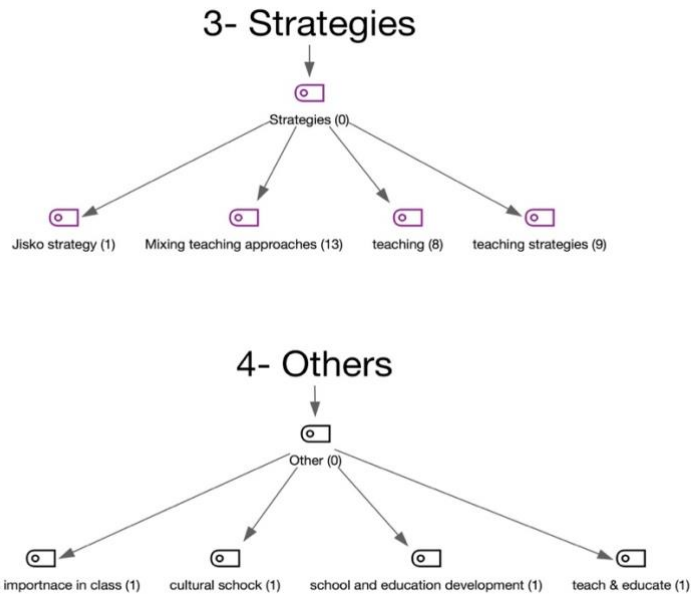 3- Strategies
Strategies (0)
Jisko strategy (1) Mixing teaching approaches (13) teaching (8) teaching strategies (9)
4- Others
Other (0)
importnace in class (1) cultural schock (1) school and education development (1) teach & educate (1)